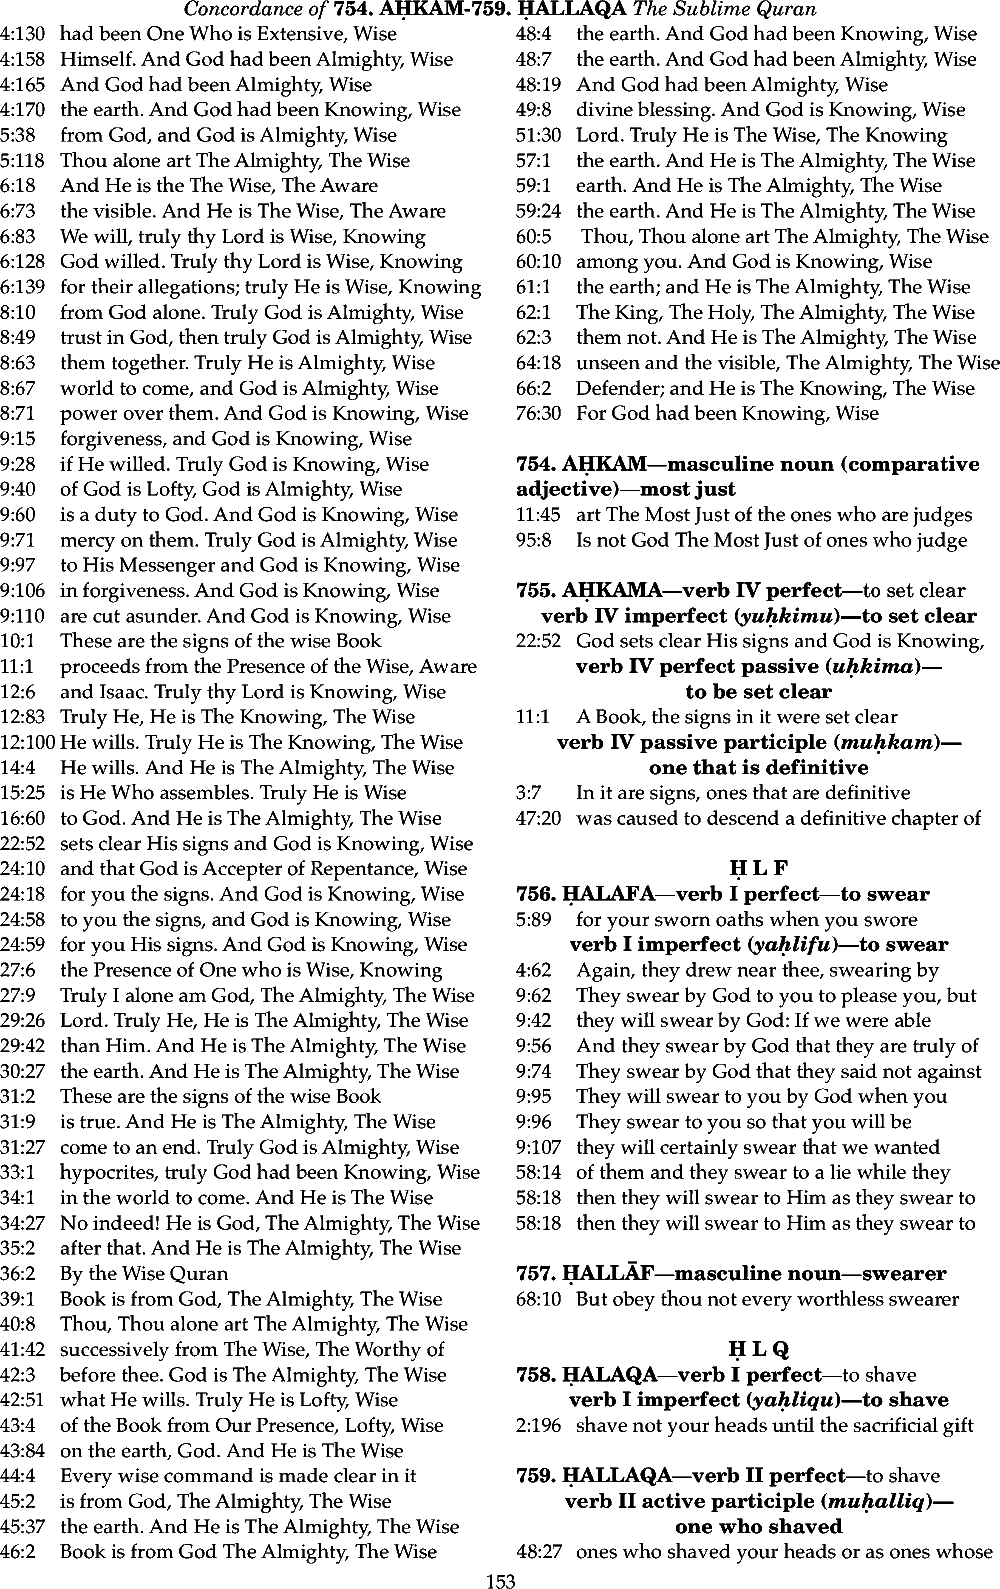 Concordance of 754. AḤKAM-759. ḤALLAQA The Sublime Quran
4:130 had been One Who is Extensive, Wise
4:158 Himself. And God had been Almighty, Wise
4:165 And God had been Almighty, Wise
4:170 the earth. And God had been Knowing, Wise
5:38 from God, and God is Almighty, Wise
5:118 Thou alone art The Almighty, The Wise
6:18 And He is the The Wise, The Aware
6:73 the visible. And He is The Wise, The Aware
6:83 We will, truly thy Lord is Wise, Knowing
6:128 God willed. Truly thy Lord is Wise, Knowing
6:139 for their allegations; truly He is Wise, Knowing
8:10 from God alone. Truly God is Almighty, Wise
8:49 trust in God, then truly God is Almighty, Wise
8:63 them together. Truly He is Almighty, Wise
8:67 world to come, and God is Almighty, Wise
8:71 power over them. And God is Knowing, Wise
9:15 forgiveness, and God is Knowing, Wise
9:28 if He willed. Truly God is Knowing, Wise
9:40 of God is Lofty, God is Almighty, Wise
9:60 is a duty to God. And God is Knowing, Wise
9:71 mercy on them. Truly God is Almighty, Wise
9:97 to His Messenger and God is Knowing, Wise
9:106 in forgiveness. And God is Knowing, Wise
9:110 are cut asunder. And God is Knowing, Wise
10:1 These are the signs of the wise Book
11:1 proceeds from the Presence of the Wise, Aware
12:6 and Isaac. Truly thy Lord is Knowing, Wise
12:83 Truly He, He is The Knowing, The Wise
12:100 He wills. Truly He is The Knowing, The Wise
14:4 He wills. And He is The Almighty, The Wise
15:25 is He Who assembles. Truly He is Wise
16:60 to God. And He is The Almighty, The Wise
22:52 sets clear His signs and God is Knowing, Wise
24:10 and that God is Accepter of Repentance, Wise
24:18 for you the signs. And God is Knowing, Wise
24:58 to you the signs, and God is Knowing, Wise
24:59 for you His signs. And God is Knowing, Wise
27:6 the Presence of One who is Wise, Knowing
27:9 Truly I alone am God, The Almighty, The Wise
29:26 Lord. Truly He, He is The Almighty, The Wise
29:42 than Him. And He is The Almighty, The Wise
30:27 the earth. And He is The Almighty, The Wise
31:2 These are the signs of the wise Book
31:9 is true. And He is The Almighty, The Wise
31:27 come to an end. Truly God is Almighty, Wise
33:1 hypocrites, truly God had been Knowing, Wise
34:1 in the world to come. And He is The Wise
34:27 No indeed! He is God, The Almighty, The Wise
35:2 after that. And He is The Almighty, The Wise
36:2 By the Wise Quran
39:1 Book is from God, The Almighty, The Wise
40:8 Thou, Thou alone art The Almighty, The Wise
41:42 successively from The Wise, The Worthy of
42:3 before thee. God is The Almighty, The Wise
42:51 what He wills. Truly He is Lofty, Wise
43:4 of the Book from Our Presence, Lofty, Wise
43:84 on the earth, God. And He is The Wise
44:4 Every wise command is made clear in it
45:2 is from God, The Almighty, The Wise
45:37 the earth. And He is The Almighty, The Wise
46:2 Book is from God The Almighty, The Wise
48:4 the earth. And God had been Knowing, Wise
48:7 the earth. And God had been Almighty, Wise
48:19 And God had been Almighty, Wise
49:8 divine blessing. And God is Knowing, Wise
51:30 Lord. Truly He is The Wise, The Knowing
57:1 the earth. And He is The Almighty, The Wise
59:1 earth. And He is The Almighty, The Wise
59:24 the earth. And He is The Almighty, The Wise
60:5 Thou, Thou alone art The Almighty, The Wise
60:10 among you. And God is Knowing, Wise
61:1 the earth; and He is The Almighty, The Wise
62:1 The King, The Holy, The Almighty, The Wise
62:3 them not. And He is The Almighty, The Wise
64:18 unseen and the visible, The Almighty, The Wise
66:2 Defender; and He is The Knowing, The Wise
76:30 For God had been Knowing, Wise
754. AḤKAM—masculine noun (comparative
adjective)—most just
11:45 art The Most Just of the ones who are judges
95:8 Is not God The Most Just of ones who judge
755. AḤKAMA—verb IV perfect—to set clear
verb IV imperfect (yuḥkimu)—to set clear
22:52 God sets clear His signs and God is Knowing,
verb IV perfect passive (uḥkima)—
to be set clear
11:1 A Book, the signs in it were set clear
verb IV passive participle (muḥkam)—
one that is definitive
3:7 In it are signs, ones that are definitive
47:20 was caused to descend a definitive chapter of
Ḥ L F
756. ḤALAFA—verb I perfect—to swear
5:89 for your sworn oaths when you swore
verb I imperfect (yaḥlifu)—to swear
4:62 Again, they drew near thee, swearing by
9:62 They swear by God to you to please you, but
9:42 they will swear by God: If we were able
9:56 And they swear by God that they are truly of
9:74 They swear by God that they said not against
9:95 They will swear to you by God when you
9:96 They swear to you so that you will be
9:107 they will certainly swear that we wanted
58:14 of them and they swear to a lie while they
58:18 then they will swear to Him as they swear to
58:18 then they will swear to Him as they swear to
757. ḤALLĀF—masculine noun—swearer
68:10 But obey thou not every worthless swearer
Ḥ L Q
758. ḤALAQA—verb I perfect—to shave
verb I imperfect (yaḥliqu)—to shave
2:196 shave not your heads until the sacrificial gift
759. ḤALLAQA—verb II perfect—to shave
verb II active participle (muḥalliq)—
one who shaved
48:27 ones who shaved your heads or as ones whose
153